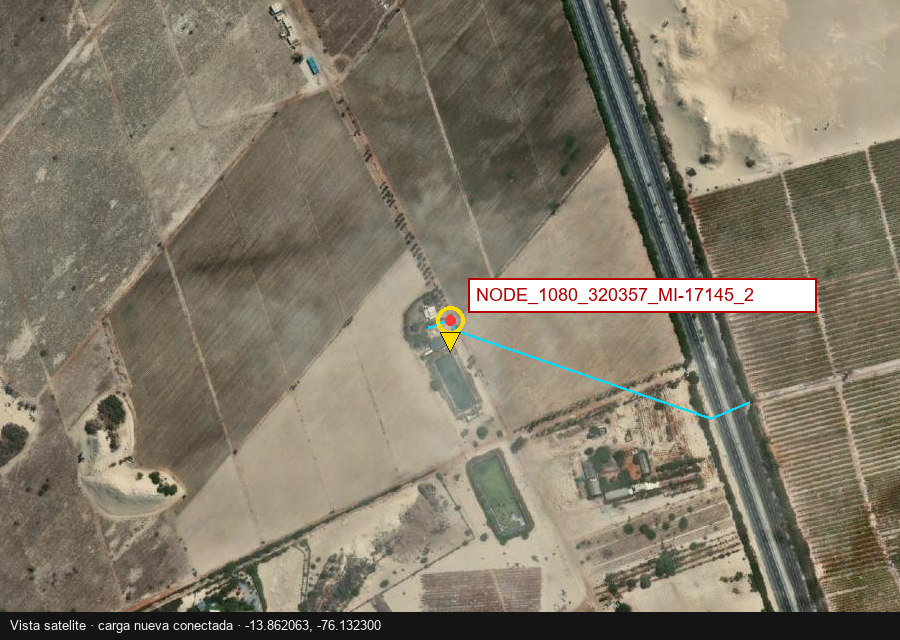 NODE_1080_320357_MI-17145_2
Vista satelite · carga nueva conectada · -13.862063, -76.132300